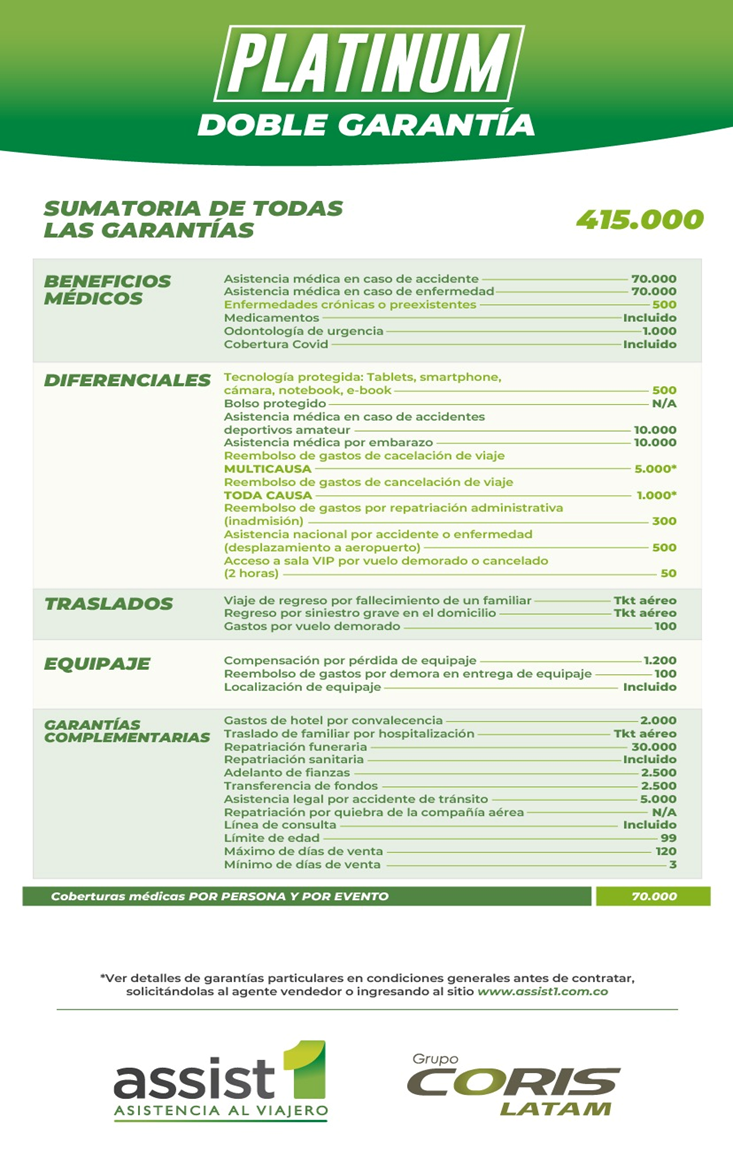 PLATINUM
DOBLE GARANTÍA
SUMATORIA DE TODAS
LAS GARANTÍAS
415.000
BENEFICIOS
MÉDICOS
Asistencia médica en caso de accidente 70.000
Asistencia médica en caso de enfermedad 70.000
Enfermedades crónicas o preexistentes 500
Medicamentos Incluido
Odontología de urgencia 1.000
Cobertura Covid Incluido
DIFERENCIALES
Tecnología protegida: Tablets, smartphone,
cámara, notebook, e-book 500
Bolso protegido N/A
Asistencia médica en caso de accidentes
deportivos amateur 10.000
Asistencia médica por embarazo 10.000
Reembolso de gastos de cacelación de viaje
MULTICAUSA 5.000*
Reembolso de gastos de cancelación de viaje
TODA CAUSA 1.000*
Reembolso de gastos por repatriación administrativa
(inadmisión) 300
Asistencia nacional por accidente o enfermedad
(desplazamiento a aeropuerto) 500
Acceso a sala VIP por vuelo demorado o cancelado
(2 horas) 50
TRASLADOS
Viaje de regreso por fallecimiento de un familiar Tkt aéreo
Regreso por siniestro grave en el domicilio Tkt aéreo
Gastos por vuelo demorado 100
EQUIPAJE
Compensación por pérdida de equipaje 1.200
Reembolso de gastos por demora en entrega de equipaje 100
Localización de equipaje Incluido
GARANTÍAS
COMPLEMENTARIAS
Gastos de hotel por convalecencia 2.000
Traslado de familiar por hospitalización Tkt aéreo
Repatriación funeraria 30.000
Repatriación sanitaria Incluido
Adelanto de fianzas 2.500
Transferencia de fondos 2.500
Asistencia legal por accidente de tránsito 5.000
Repatriación por quiebra de la compañía aérea N/A
Línea de consulta Incluido
Límite de edad 99
Máximo de días de venta 120
Mínimo de días de venta 3
Coberturas médicas POR PERSONA Y POR EVENTO 70.000
*Ver detalles de garantías particulares en condiciones generales antes de contratar,
solicitándolas al agente vendedor o ingresando al sitio www.assist1.com.co
assist1
ASISTENCIA AL VIAJERO
Grupo
CORIS
LATAM